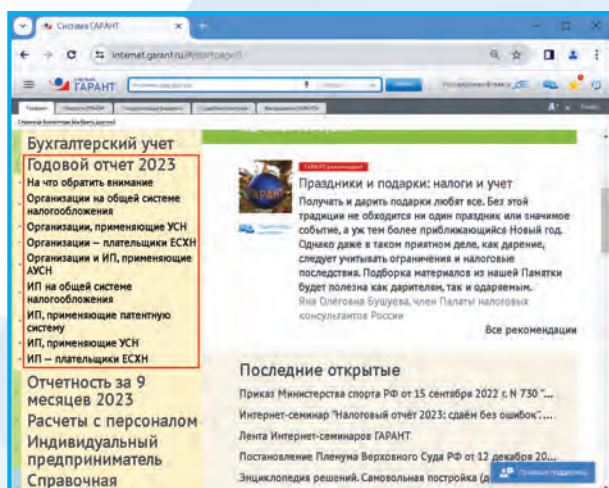 Система ГАРАНТ
internet.garant.ru/#/startpage:0
ГАРАНТ
Бухгалтерский учет
Годовой отчет 2023
На что обратить внимание
Организации на общей системе
налогообложения
Организации, применяющие УСН
Организации — плательщики ЕСХН
Организации и ИП, применяющие
АУСН
ИП на общей системе
налогообложения
ИП, применяющие патентную
систему
ИП, применяющие УСН
ИП — плательщики ЕСХН
Отчетность за 9
месяцев 2023
Расчеты с персоналом
Индивидуальный
предприниматель
Справочная
ГАРАНТ
Праздники и подарки: налоги и учет
Получать и дарить подарки любят все. Без этой
традиции не обходится ни один праздник или значимое
событие, а уж тем более приближающийся Новый год.
Однако даже в таком приятном деле, как дарение,
следует учитывать ограничения и налоговые
последствия. Подборка материалов из нашей Памятки
будет полезна как дарителям, так и одаряемым.
Яна Олеговна Бушуева, член Палаты налоговых
консультантов России
Все рекомендации
Последние открытые
Приказ Министерства спорта РФ от 15 сентября 2022 г. N 730 "...
Интернет-семинар "Налоговый отчёт 2023: сдаём без ошибок"....
Лента Интернет-семинаров ГАРАНТ
Постановление Пленума Верховного Суда РФ от 12 декабря 20...
Энциклопедия решений. Самовольная постройка (д